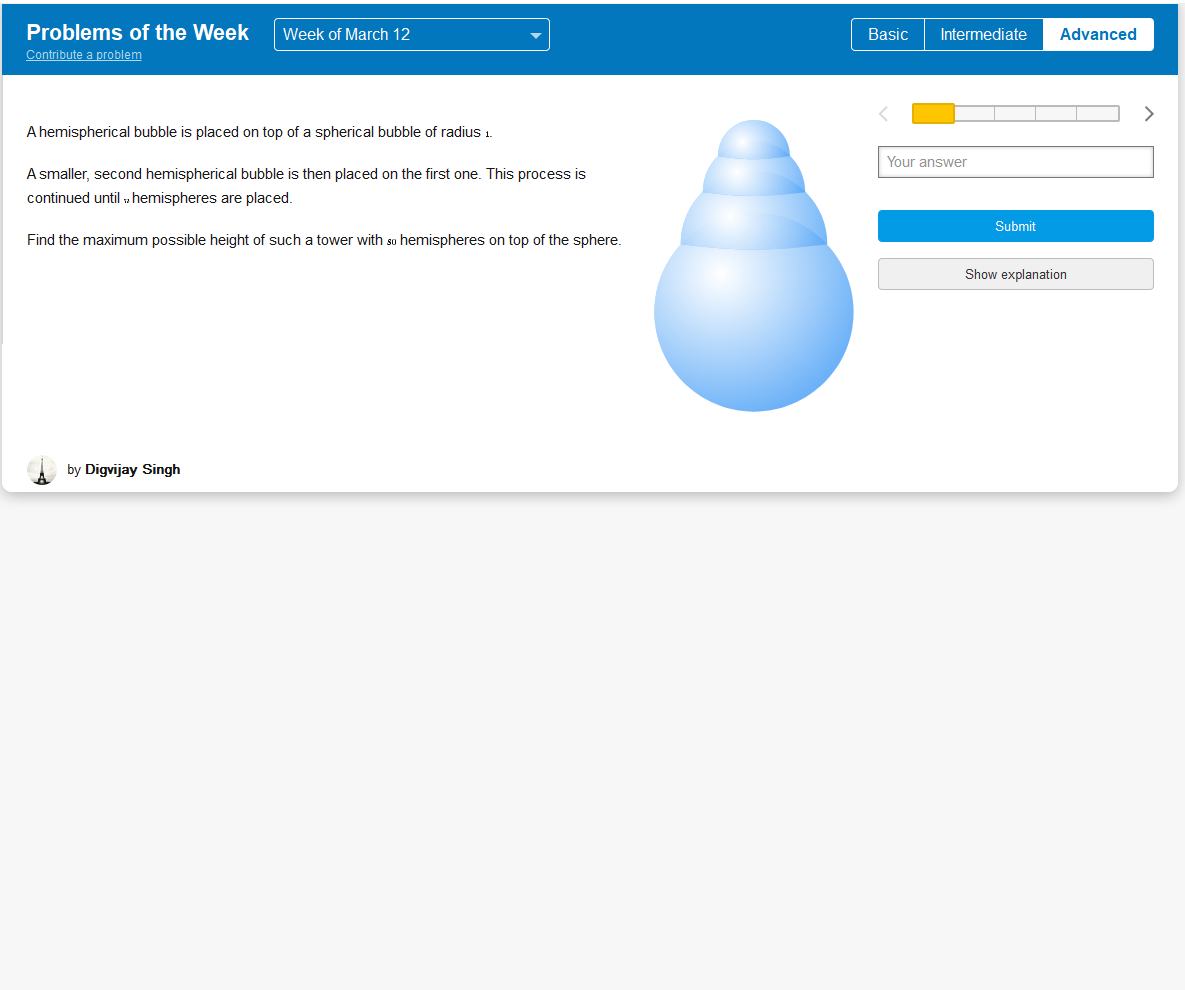 Problems of the Week
Contribute a problem
Week of March 12
Basic
Intermediate
Advanced
A hemispherical bubble is placed on top of a spherical bubble of radius 1.
A smaller, second hemispherical bubble is then placed on the first one. This process is
continued until hemispheres are placed.
Find the maximum possible height of such a tower with 80 hemispheres on top of the sphere.
Your answer
Submit
Show explanation
by Digvijay Singh